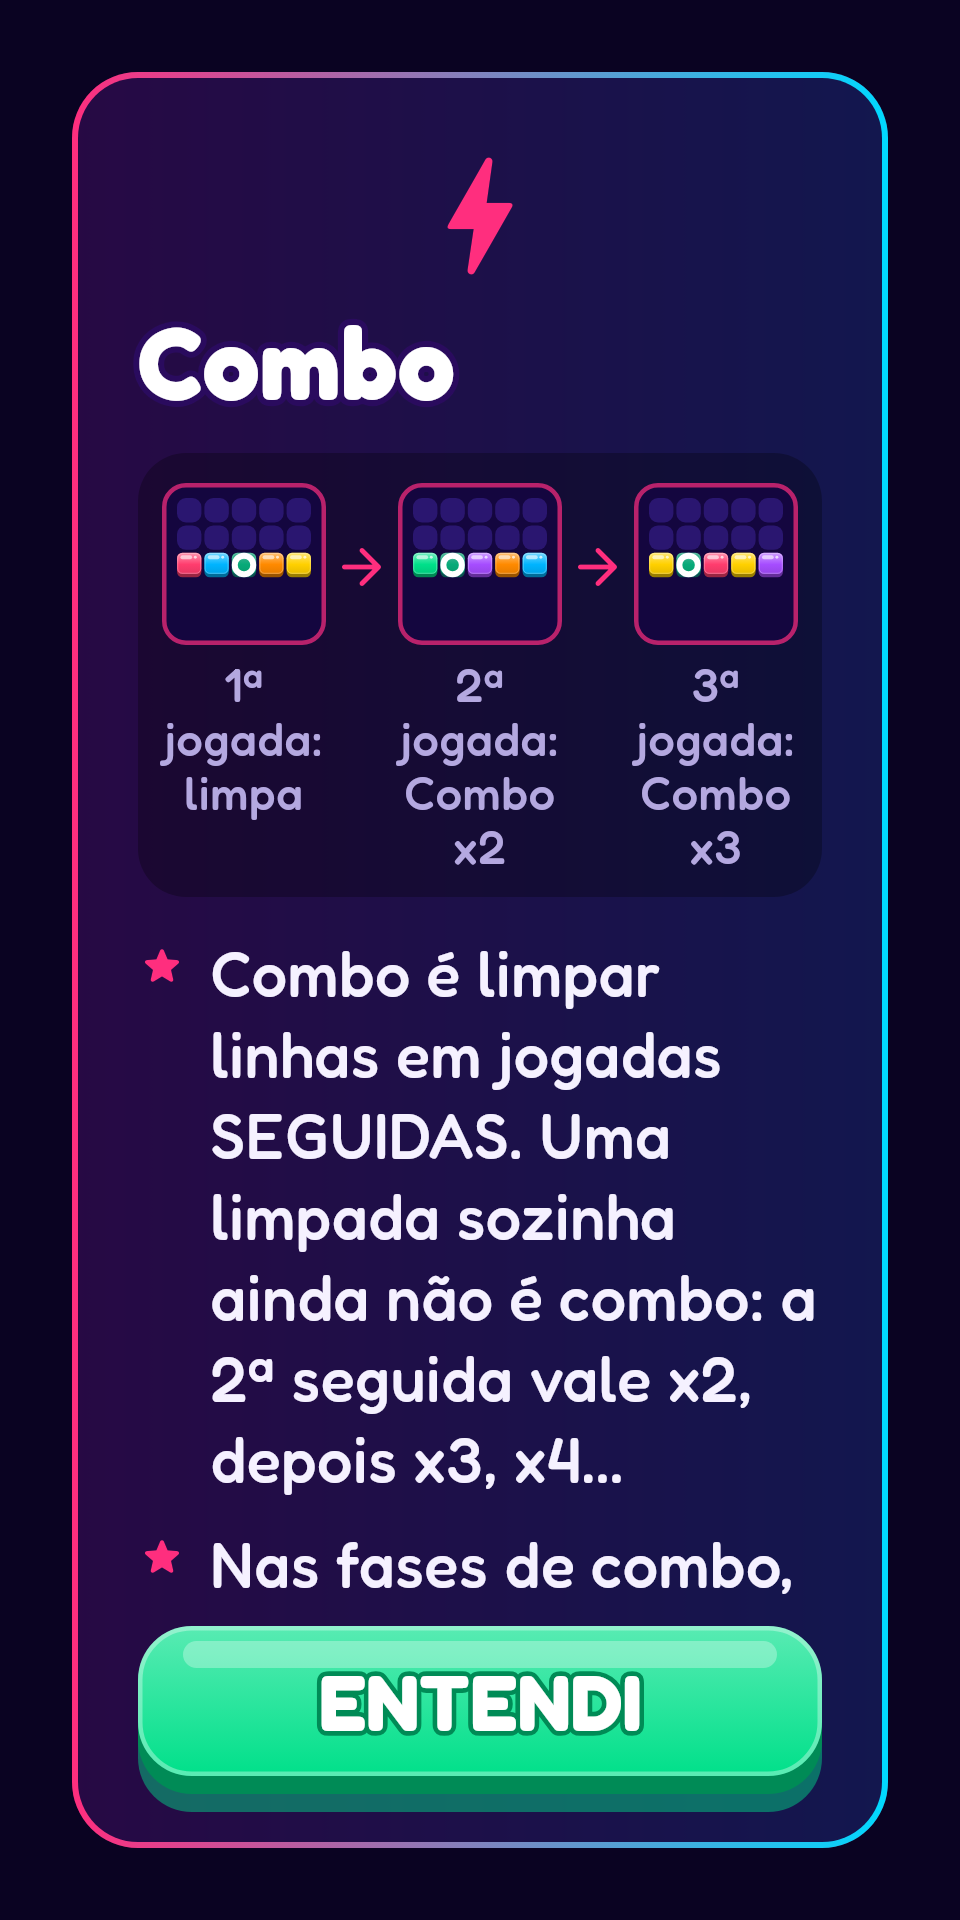 Combo
1ª jogada: limpa
2ª jogada: Combo x2
3ª jogada: Combo x3
Combo é limpar
linhas em jogadas
SEGUIDAS. Uma
limpada sozinha
ainda não é combo: a
2ª seguida vale x2,
depois x3, x4...
Nas fases de combo,
ENTENDI